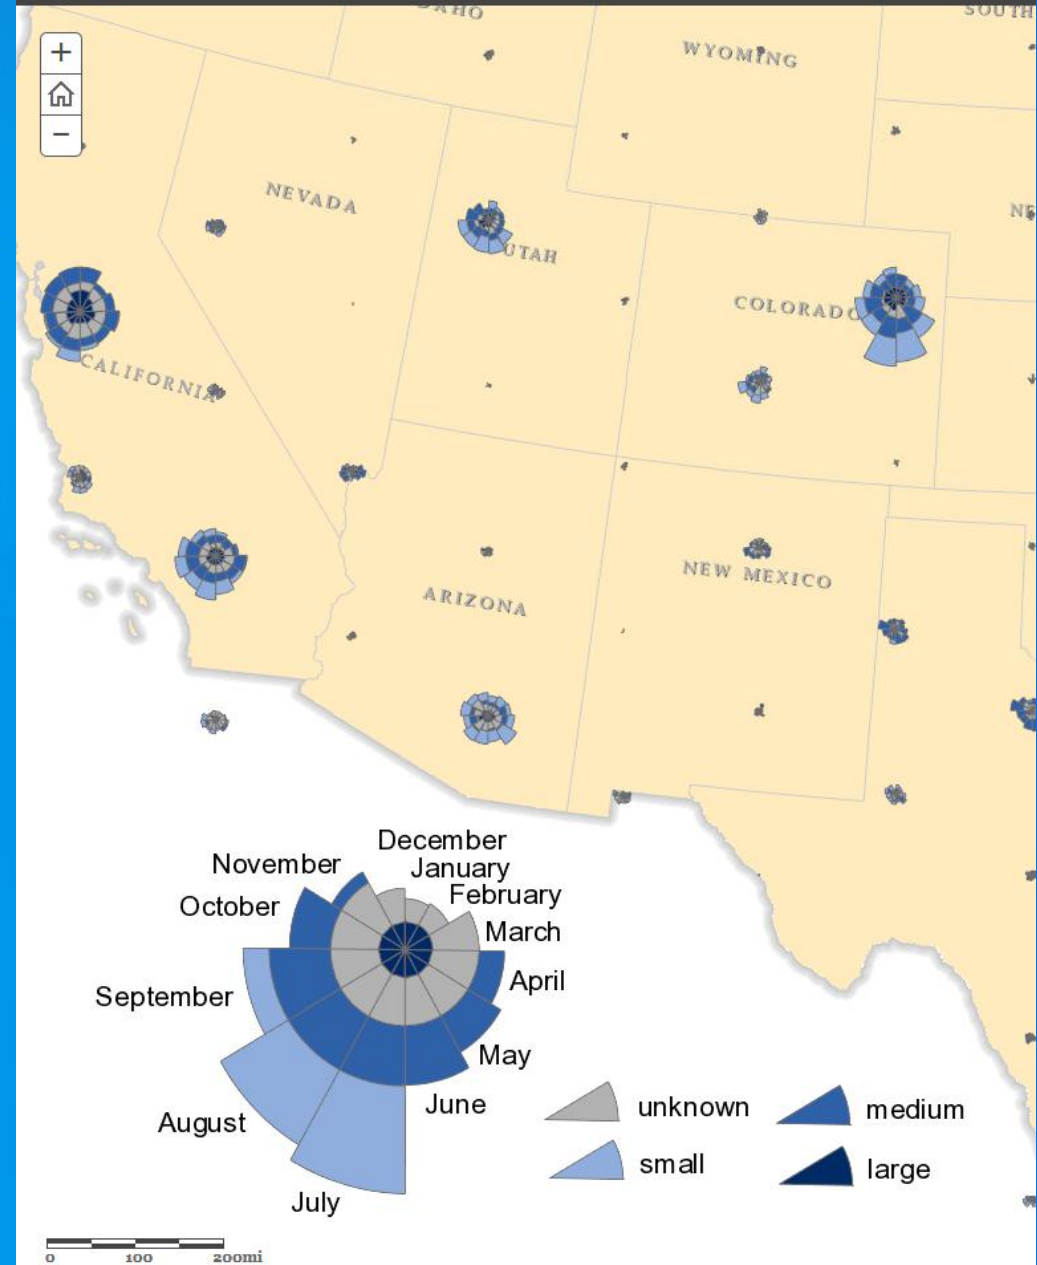 +
−
WYOMING
SOUTH
NEVADA
UTAH
COLORADO
CALIFORNIA
ARIZONA
NEW MEXICO
December
January
November
February
October
March
April
September
May
June
August
July
unknown
medium
small
large
0 100 200mi